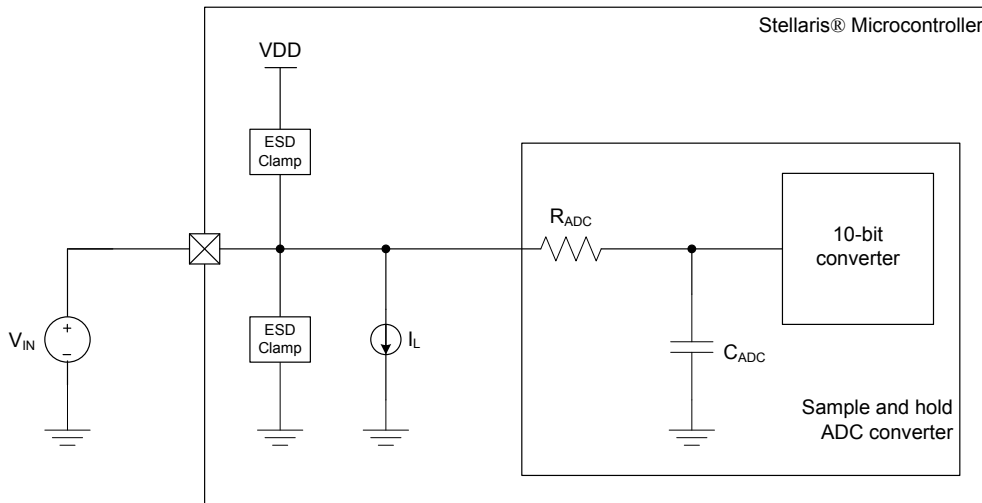 Stellaris® Microcontroller
VDD
ESD
Clamp
RADC
10-bit
converter
VIN
+
−
ESD
Clamp
IL
CADC
Sample and hold
ADC converter